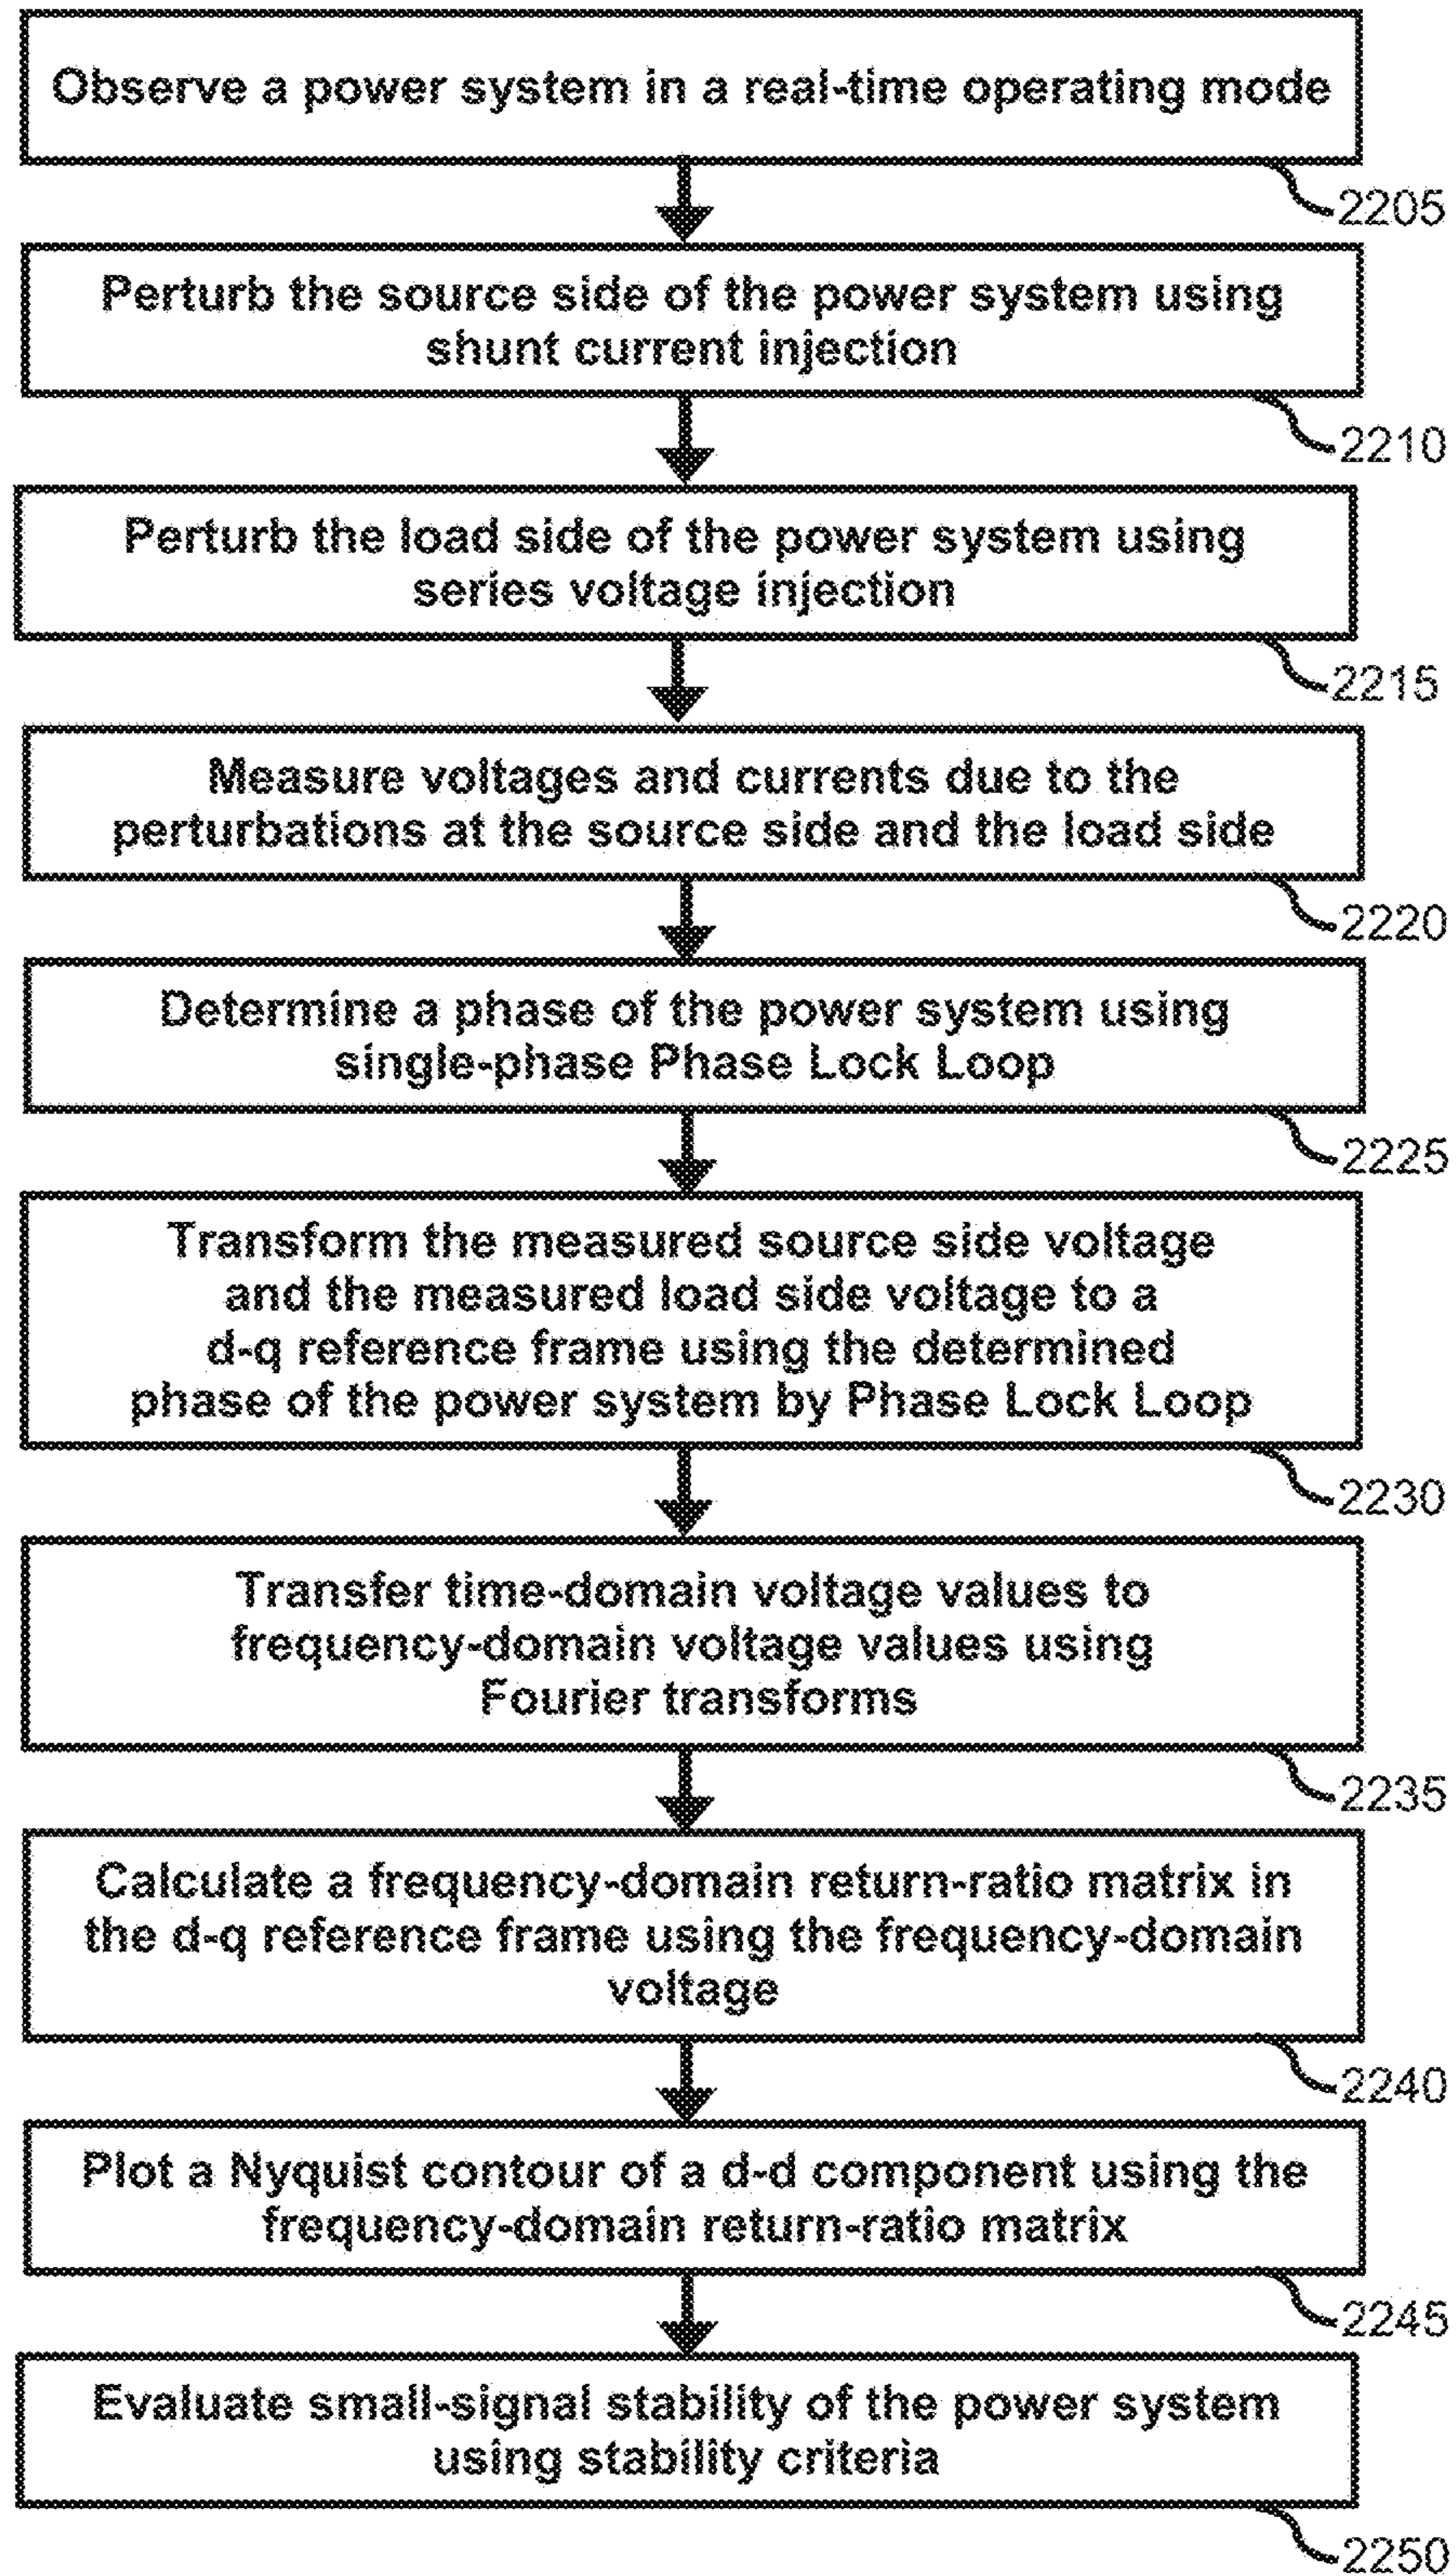 Observe a power system in a real-time operating mode
2205
Perturb the source side of the power system using
shunt current injection
2210
Perturb the load side of the power system using
series voltage injection
2215
Measure voltages and currents due to the
perturbations at the source side and the load side
2220
Determine a phase of the power system using
single-phase Phase Lock Loop
2225
Transform the measured source side voltage
and the measured load side voltage to a
d-q reference frame using the determined
phase of the power system by Phase Lock Loop
2230
Transfer time-domain voltage values to
frequency-domain voltage values using
Fourier transforms
2235
Calculate a frequency-domain return-ratio matrix in
the d-q reference frame using the frequency-domain
voltage
2240
Plot a Nyquist contour of a d-d component using the
frequency-domain return-ratio matrix
2245
Evaluate small-signal stability of the power system
using stability criteria
2250